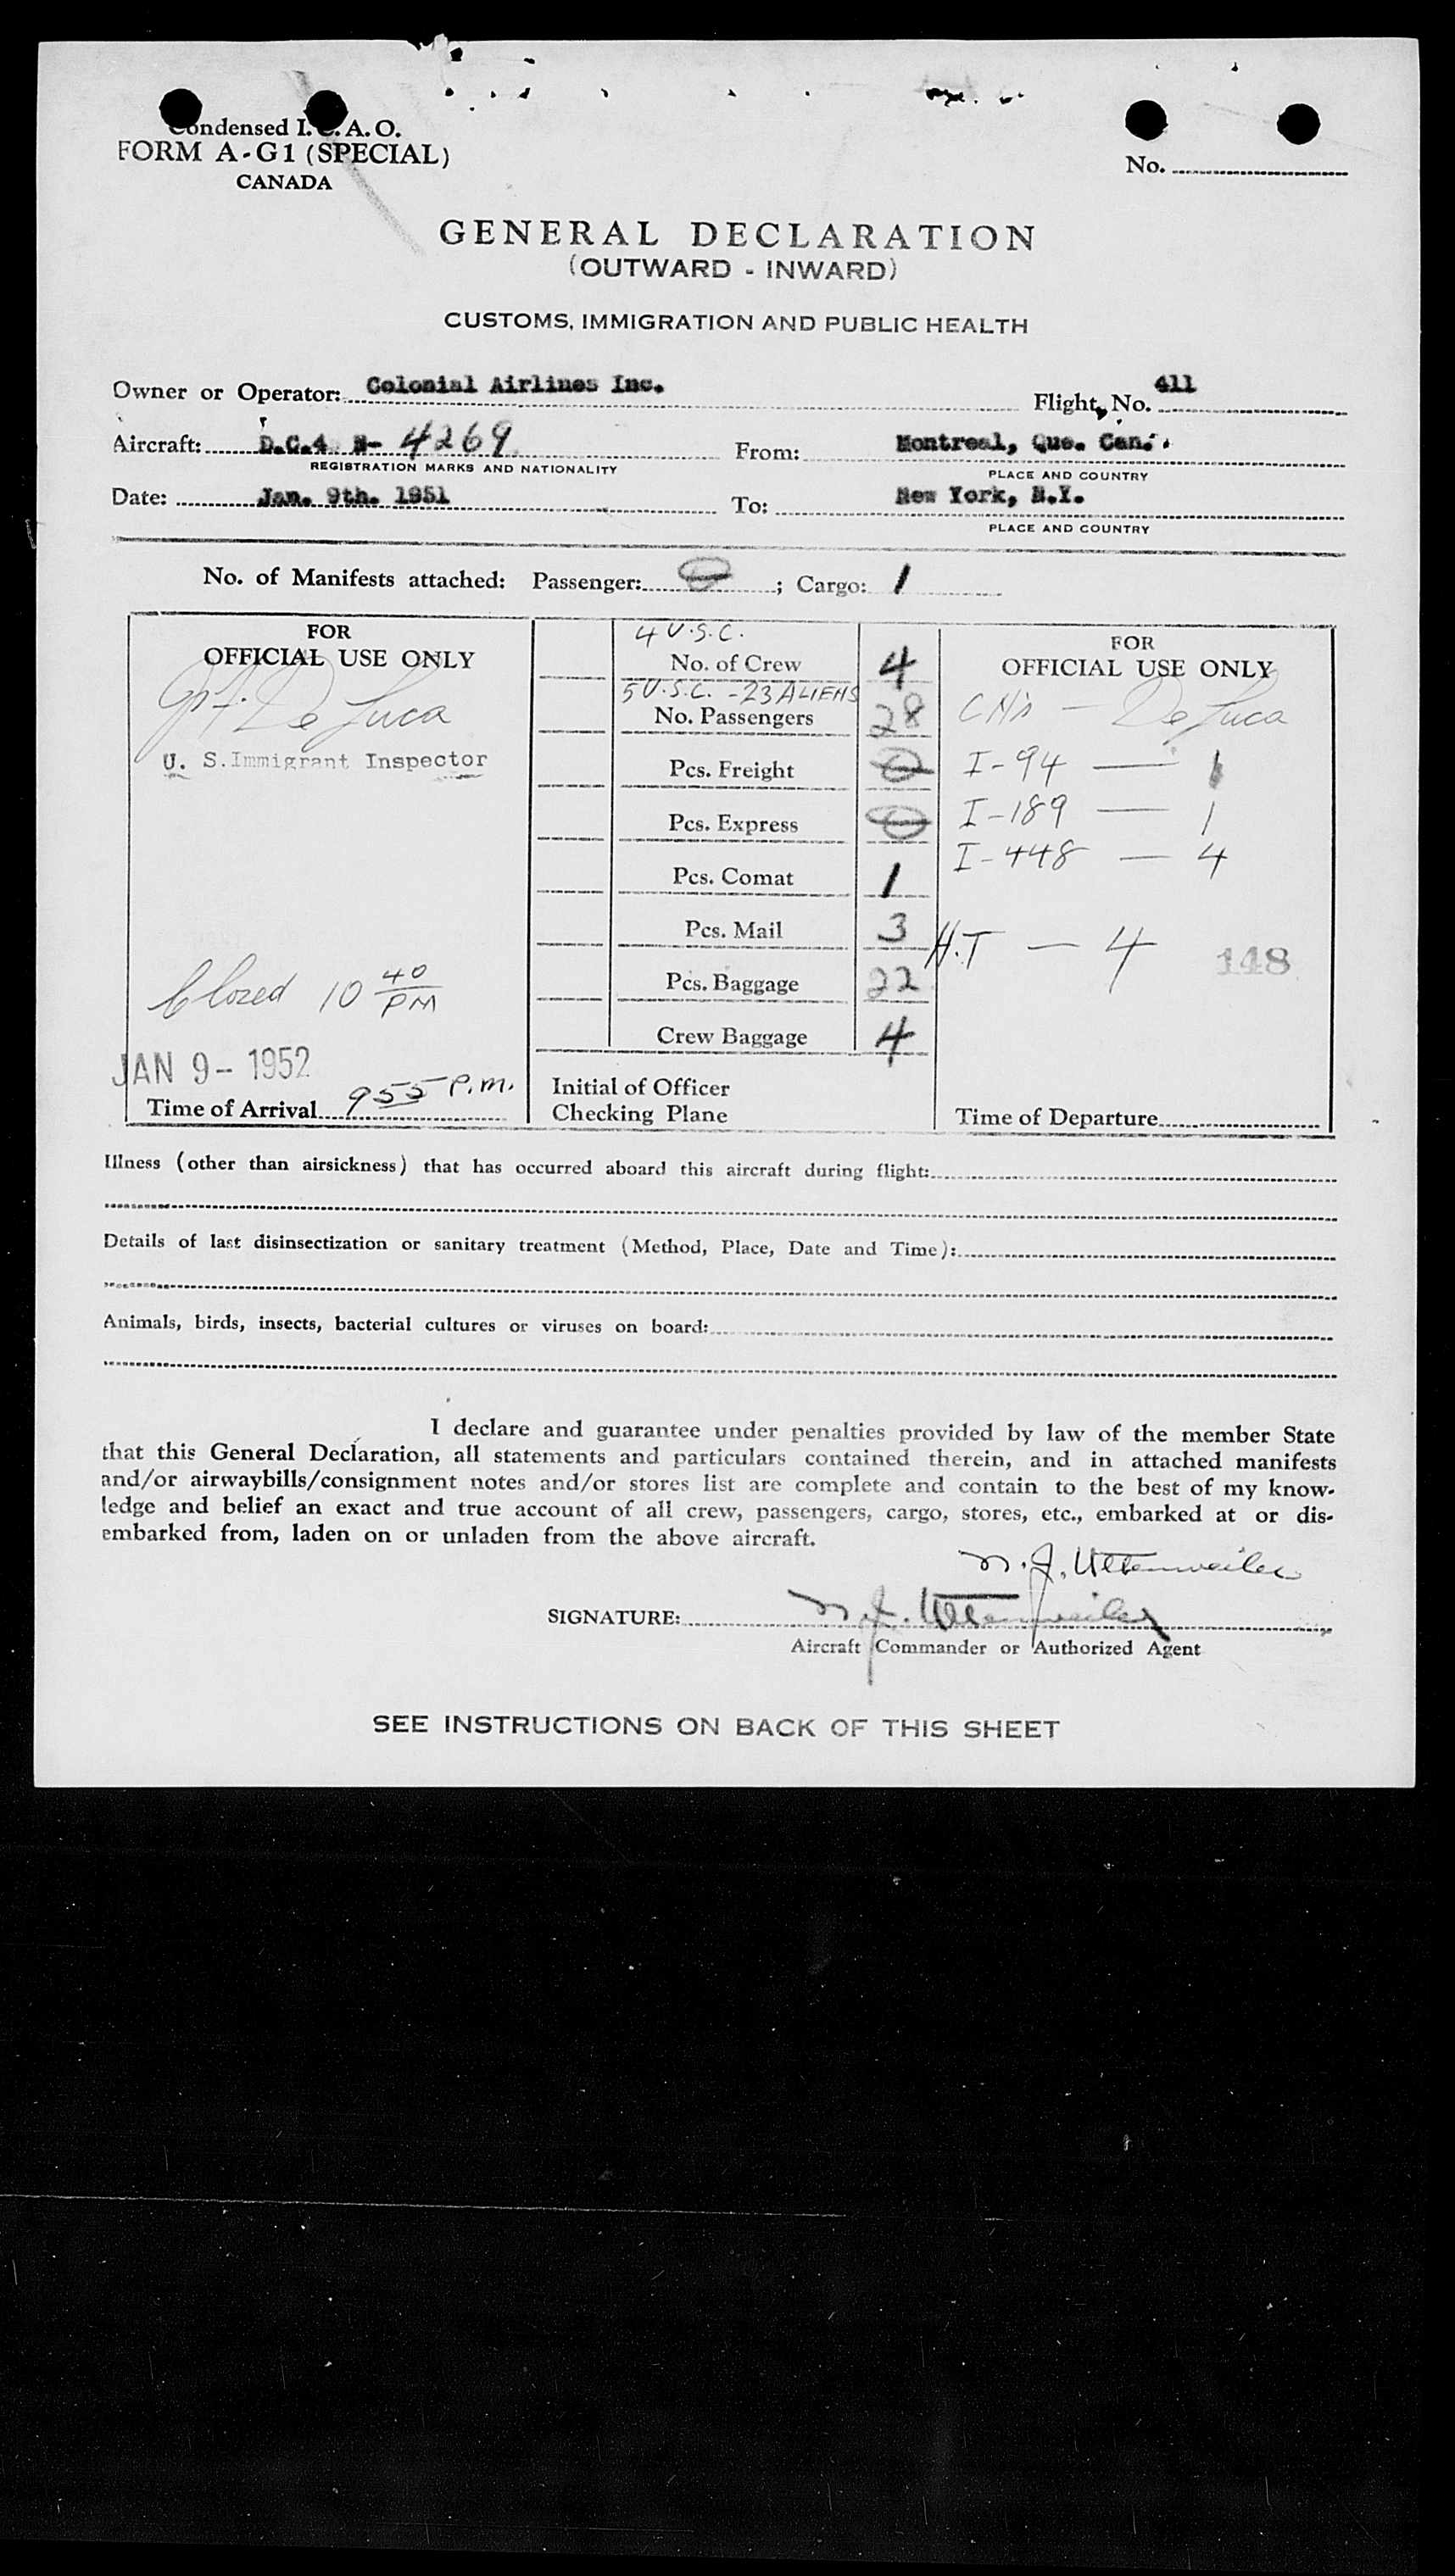 Condensed I.C.A.O.
FORM A-G1 (SPECIAL)
CANADA
No.
GENERAL DECLARATION
(OUTWARD - INWARD)
CUSTOMS, IMMIGRATION AND PUBLIC HEALTH
Owner or Operator: Colonial Airlines Inc. Flight No. 411
Aircraft: D.C.4 N- 4269 From: Montreal, Que. Can.
REGISTRATION MARKS AND NATIONALITY PLACE AND COUNTRY
Date: Jan. 9th. 1951 To: New York, N.Y.
PLACE AND COUNTRY
No. of Manifests attached: Passenger: 0 ; Cargo: 1
FOR
OFFICIAL USE ONLY
De Luca
U. S. Immigrant Inspector
Closed 10 40 PM
JAN 9 - 1952
Time of Arrival 9 55 P.M.
4 U.S.C.
No. of Crew 4
5 U.S.C. - 23 ALIENS
No. Passengers 28
Pcs. Freight 0
Pcs. Express 0
Pcs. Comat 1
Pcs. Mail 3
Pcs. Baggage 22
Crew Baggage 4
Initial of Officer
Checking Plane
FOR
OFFICIAL USE ONLY
De Luca
I-94 — 1
I-189 — 1
I-448 — 4
H.T — 4
148
Time of Departure
Illness (other than airsickness) that has occurred aboard this aircraft during flight:
Details of last disinsectization or sanitary treatment (Method, Place, Date and Time):
Animals, birds, insects, bacterial cultures or viruses on board:
I declare and guarantee under penalties provided by law of the member State
that this General Declaration, all statements and particulars contained therein, and in attached manifests
and/or airwaybills/consignment notes and/or stores list are complete and contain to the best of my know-
ledge and belief an exact and true account of all crew, passengers, cargo, stores, etc., embarked at or dis-
embarked from, laden on or unladen from the above aircraft.
N. J. Uttenweiler
SIGNATURE: N. J. Uttenweiler
Aircraft Commander or Authorized Agent
SEE INSTRUCTIONS ON BACK OF THIS SHEET